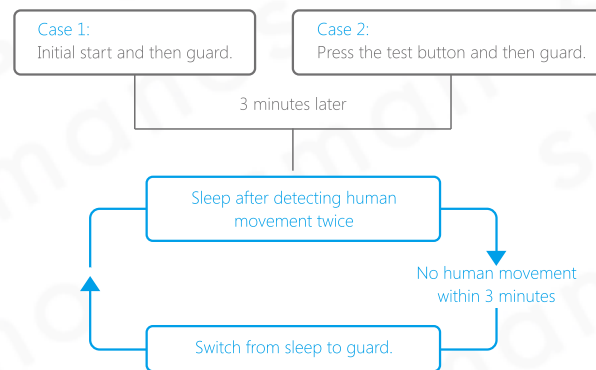 Case 1:
Initial start and then guard.
Case 2:
Press the test button and then guard.
3 minutes later
Sleep after detecting human
movement twice
No human movement
within 3 minutes
Switch from sleep to guard.